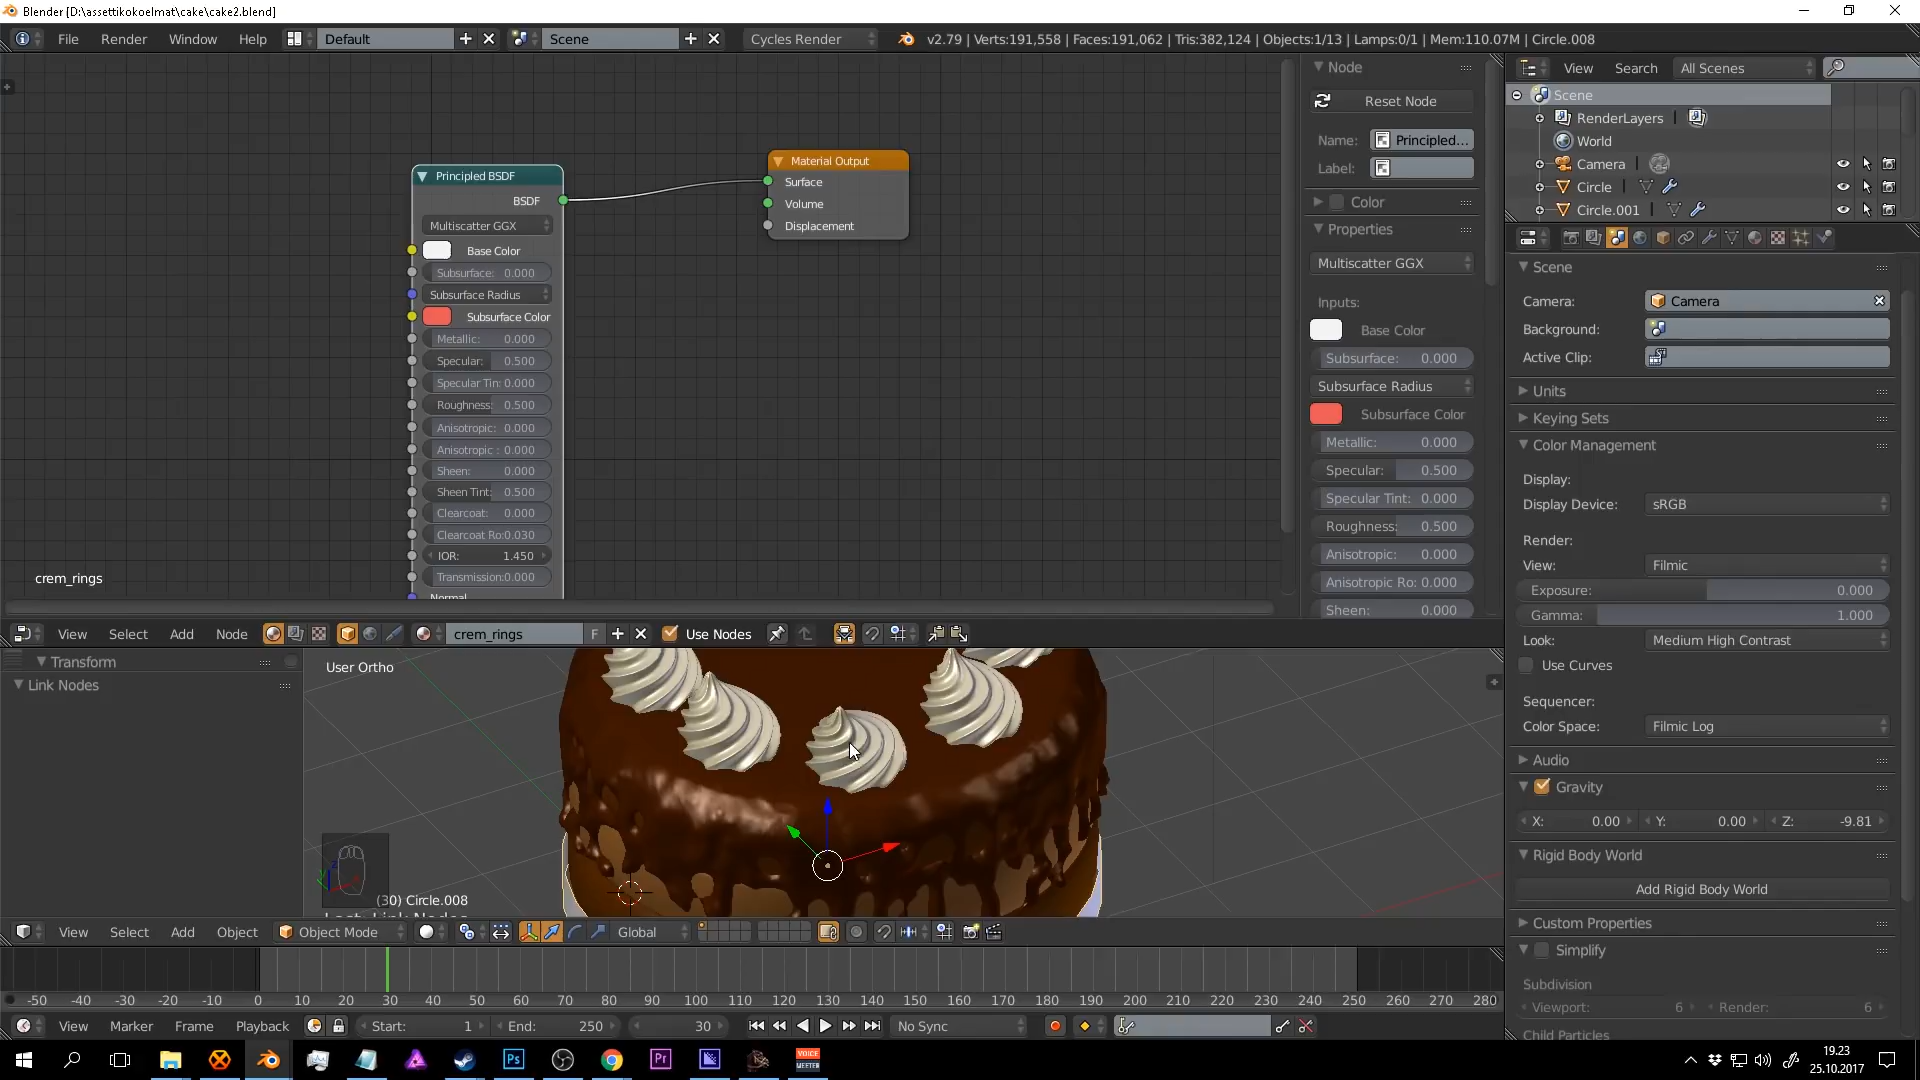 Blender [D:\assettikokoelmat\cake\cake2.blend]
File Render Window Help Default Scene Cycles Render v2.79 | Verts:191,558 | Faces:191,062 | Tris:382,124 | Objects:1/13 | Lamps:0/1 | Mem:110.07M | Circle.008
Node
Reset Node
Name: Principled...
Label:
Color
Properties
Multiscatter GGX
Inputs:
Base Color
Subsurface: 0.000
Subsurface Radius
Subsurface Color
Metallic: 0.000
Specular: 0.500
Specular Tint: 0.000
Roughness: 0.500
Anisotropic: 0.000
Anisotropic Ro: 0.000
Sheen: 0.000
Principled BSDF
BSDF
Multiscatter GGX
Base Color
Subsurface: 0.000
Subsurface Radius
Subsurface Color
Metallic: 0.000
Specular: 0.500
Specular Tin: 0.000
Roughness: 0.500
Anisotropic: 0.000
Anisotropic : 0.000
Sheen: 0.000
Sheen Tint: 0.500
Clearcoat: 0.000
Clearcoat Ro:0.030
IOR: 1.450
Transmission:0.000
Normal
Material Output
Surface
Volume
Displacement
crem_rings
View Select Add Node crem_rings F Use Nodes
Transform
Link Nodes
User Ortho
(30) Circle.008
Last: Link Nodes
View Select Add Object Object Mode Global
-50 -40 -30 -20 -10 0 10 20 30 40 50 60 70 80 90 100 110 120 130 140 150 160 170 180 190 200 210 220 230 240 250 260 270 280
View Marker Frame Playback Start: 1 End: 250 30 No Sync
View Search All Scenes
Scene
RenderLayers
World
Camera
Circle
Circle.001
Scene
Camera: Camera
Background:
Active Clip:
Units
Keying Sets
Color Management
Display:
Display Device: sRGB
Render:
View: Filmic
Exposure: 0.000
Gamma: 1.000
Look: Medium High Contrast
Use Curves
Sequencer:
Color Space: Filmic Log
Audio
Gravity
X: 0.00 Y: 0.00 Z: -9.81
Rigid Body World
Add Rigid Body World
Custom Properties
Simplify
Subdivision
Viewport: 6 Render: 6
Child Particles
Ps Pr VOICE MEETER
19.23
25.10.2017